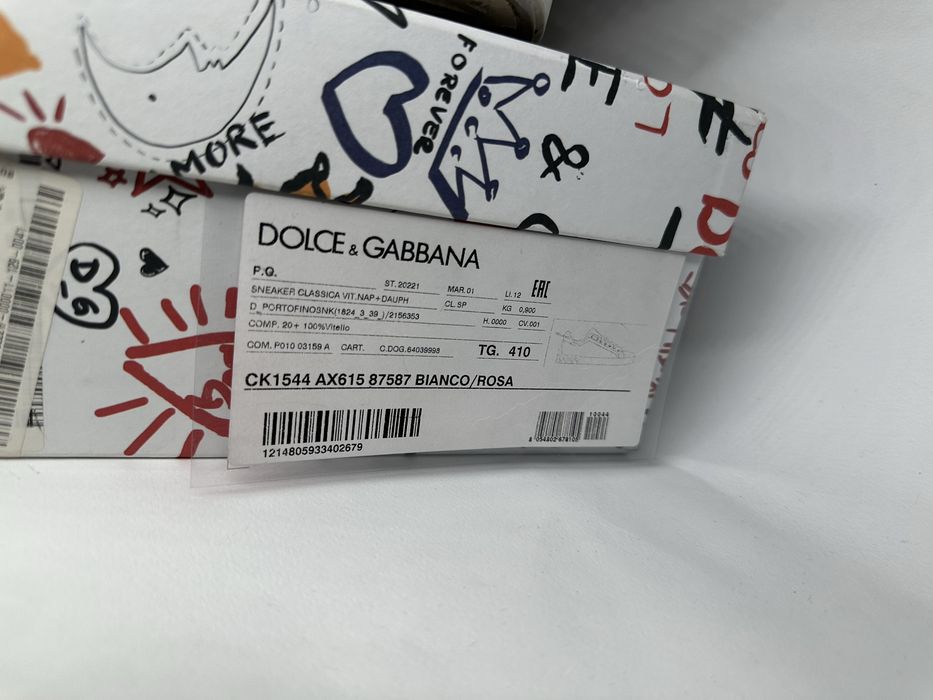 FOREVER
MORE
E
&
D_G
DOLCE & GABBANA
P.G. ST. 20221 MAR. 01 LI. 12 EAC
SNEAKER CLASSICA VIT.NAP+DAUPH CL. SP KG 0,900
D_PORTOFINOSNK(1824_3_39_)/2156353 H. 0000 CV. 001
COMP. 20+ 100%Vitello
COM. P010 03159 A CART. C.DOG.64039998 TG. 410
CK1544 AX615 87587 BIANCO/ROSA
10044
1214805933402679